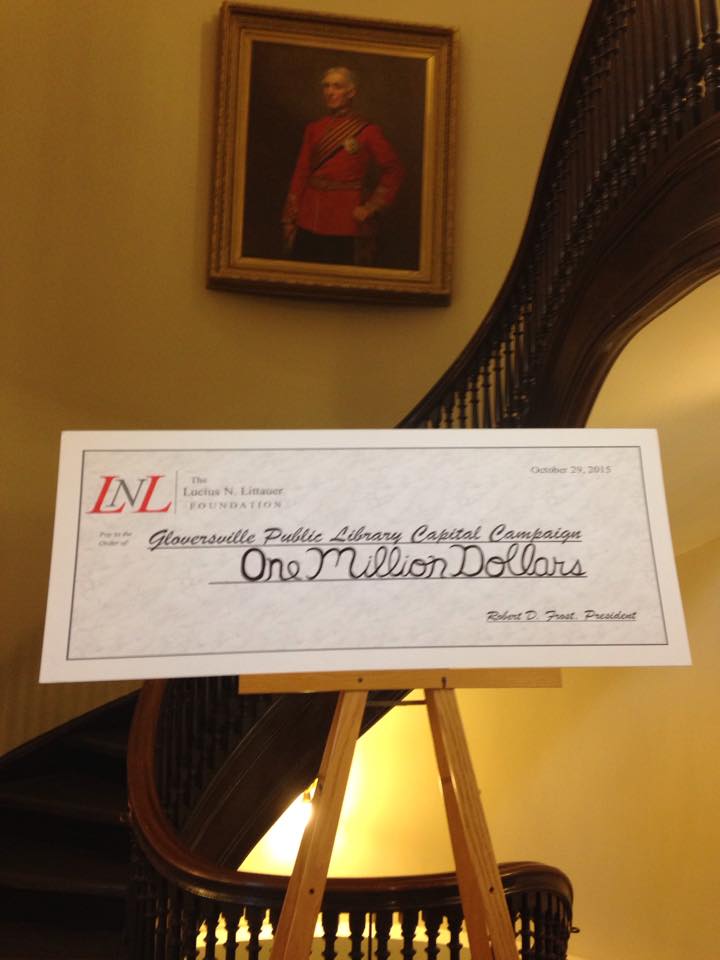 October 29, 2015
LNL
The
Lucius N. Littauer
FOUNDATION
Pay to the
Order of:
Gloversville Public Library Capital Campaign
One Million Dollars
Robert D. Frost, President